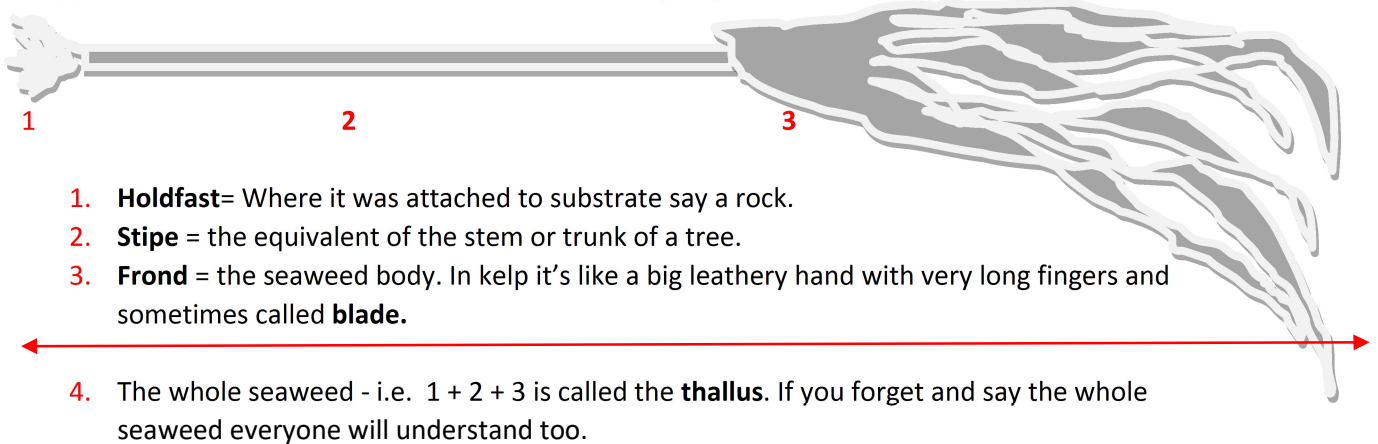 1 2 3
1. Holdfast= Where it was attached to substrate say a rock.
2. Stipe = the equivalent of the stem or trunk of a tree.
3. Frond = the seaweed body. In kelp it’s like a big leathery hand with very long fingers and
sometimes called blade.
4. The whole seaweed - i.e.  1 + 2 + 3 is called the thallus. If you forget and say the whole
seaweed everyone will understand too.